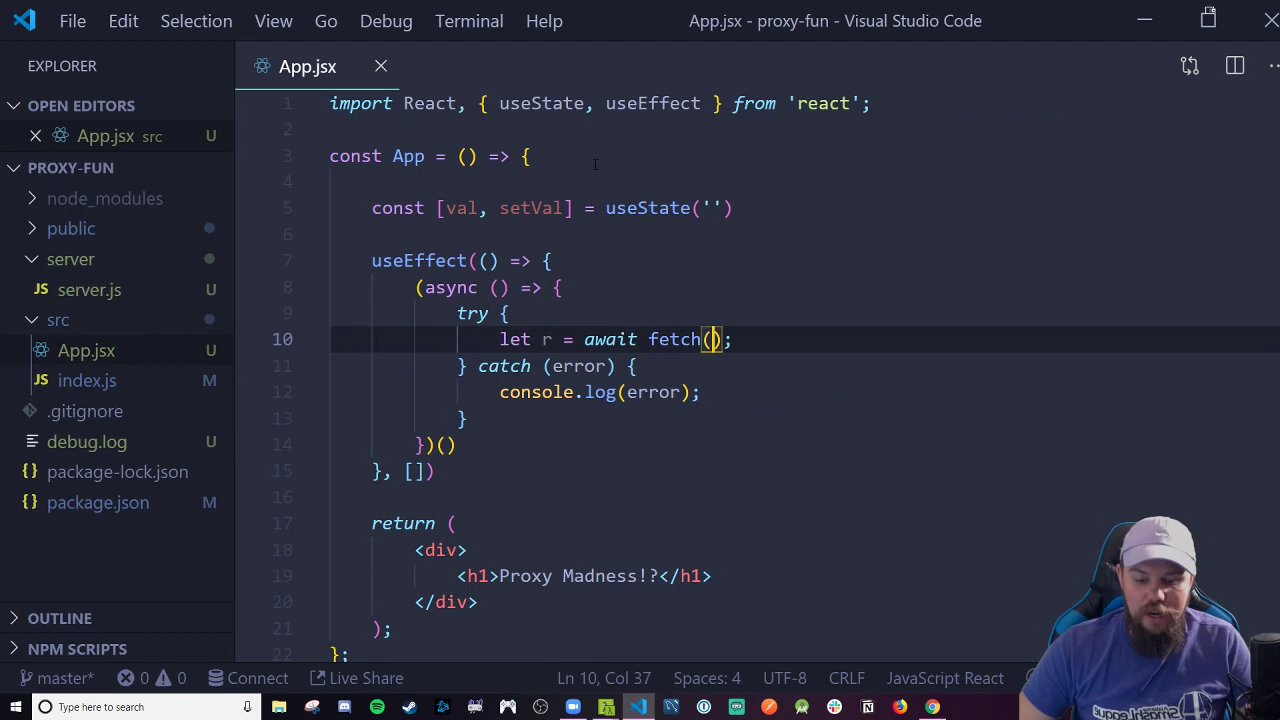 File Edit Selection View Go Debug Terminal Help App.jsx - proxy-fun - Visual Studio Code
EXPLORER
App.jsx
OPEN EDITORS
App.jsx src U
PROXY-FUN
node_modules
public
server
JS server.js U
src
App.jsx U
JS index.js M
.gitignore
debug.log U
{} package-lock.json
{} package.json M
OUTLINE
NPM SCRIPTS
1 import React, { useState, useEffect } from 'react';
2
3 const App = () => {
4
5 const [val, setVal] = useState('')
6
7 useEffect(() => {
8 (async () => {
9 try {
10 let r = await fetch();
11 } catch (error) {
12 console.log(error);
13 }
14 })()
15 }, [])
16
17 return (
18 <div>
19 <h1>Proxy Madness!?</h1>
20 </div>
21 );
22 };
master* 0 0 Connect Live Share Ln 10, Col 37 Spaces: 4 UTF-8 CRLF JavaScript React
Type here to search